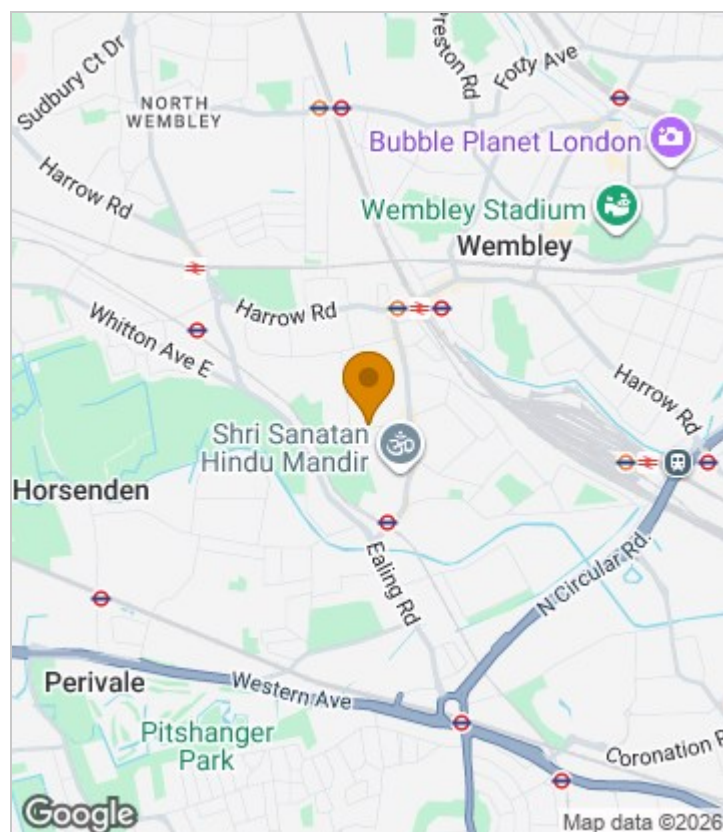 Sudbury Ct Dr
Preston Rd
Forty Ave
NORTH
WEMBLEY
Bubble Planet London
Harrow Rd
Wembley Stadium
Wembley
Harrow Rd
Whitton Ave E
Harrow Rd
Shri Sanatan
Hindu Mandir
Horsenden
Ealing Rd
N Circular Rd.
Perivale
Western Ave
Pitshanger
Park
Coronation R
Google
Map data ©2026